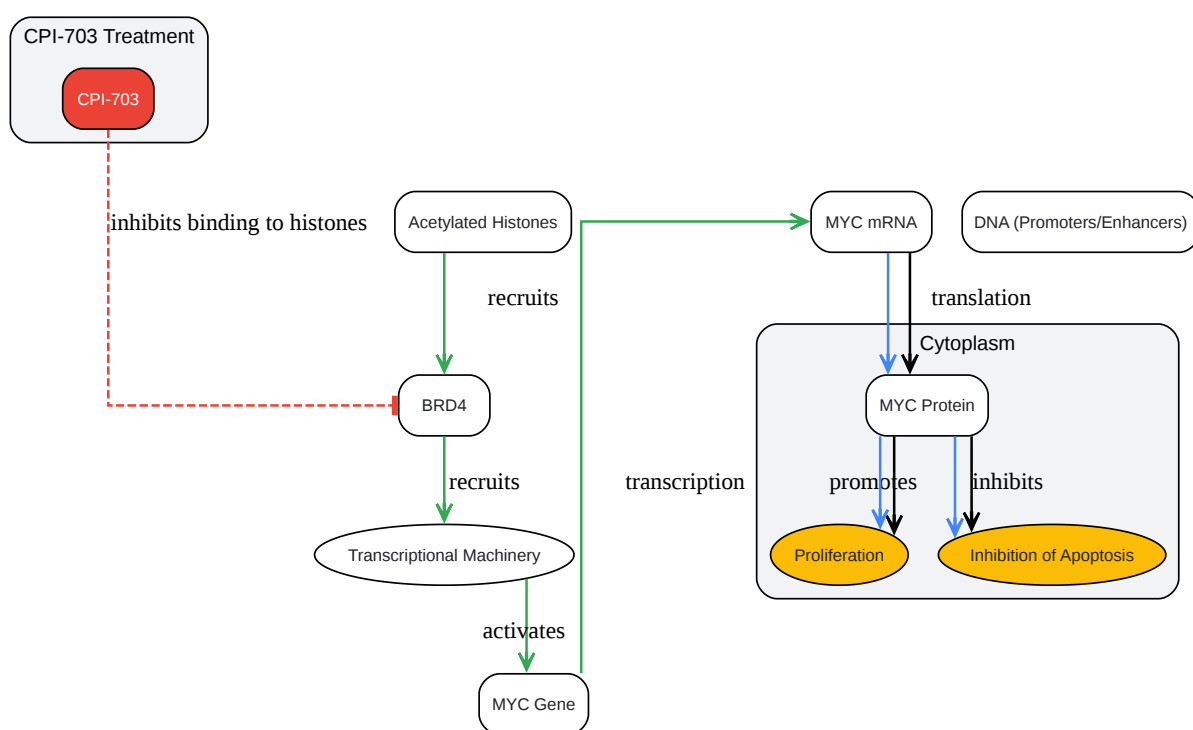 CPI-703 Treatment
CPI-703
inhibits binding to histones
Acetylated Histones
MYC mRNA
DNA (Promoters/Enhancers)
recruits
translation
Cytoplasm
BRD4
MYC Protein
recruits
transcription
promotes
inhibits
Transcriptional Machinery
Proliferation
Inhibition of Apoptosis
activates
MYC Gene